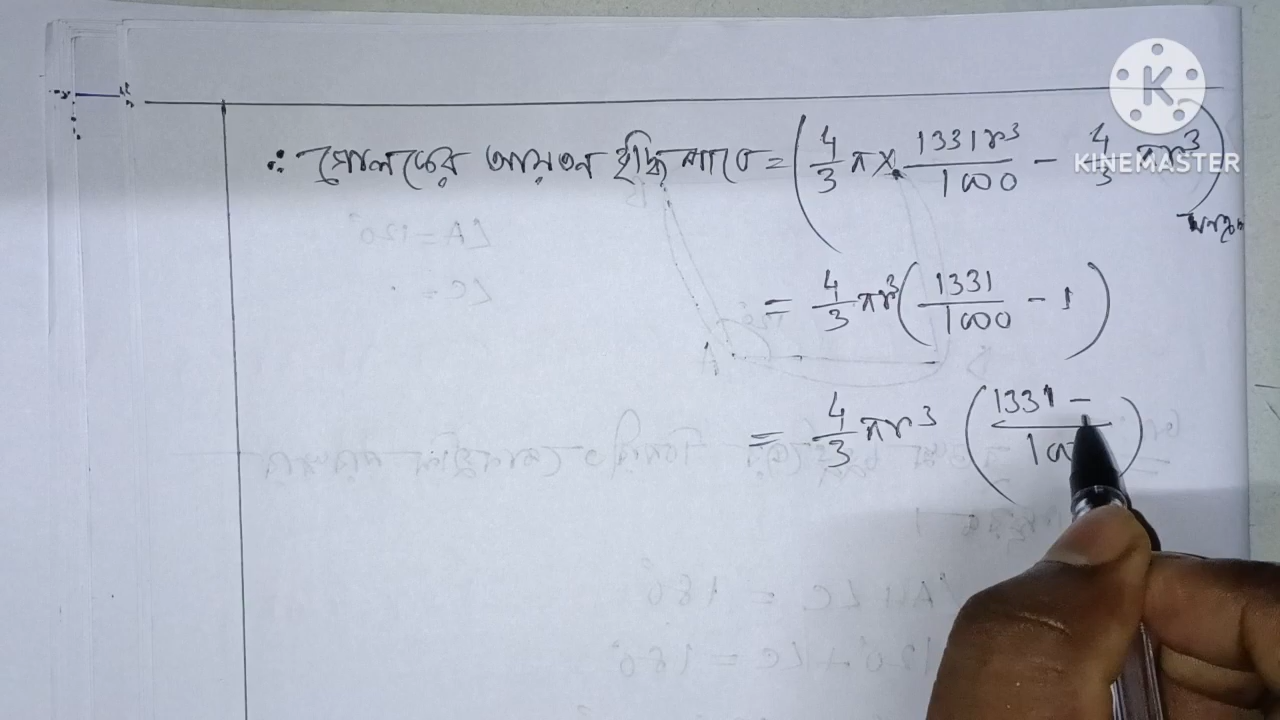 ∴ গোলকের আয়তন বৃদ্ধি পাবে = (4/3 π × 1331r³/1000 − 4/3 πr³)
= 4/3 πr³ (1331/1000 − 1)
= 4/3 πr³ (1331 −/100)
KINEMASTER